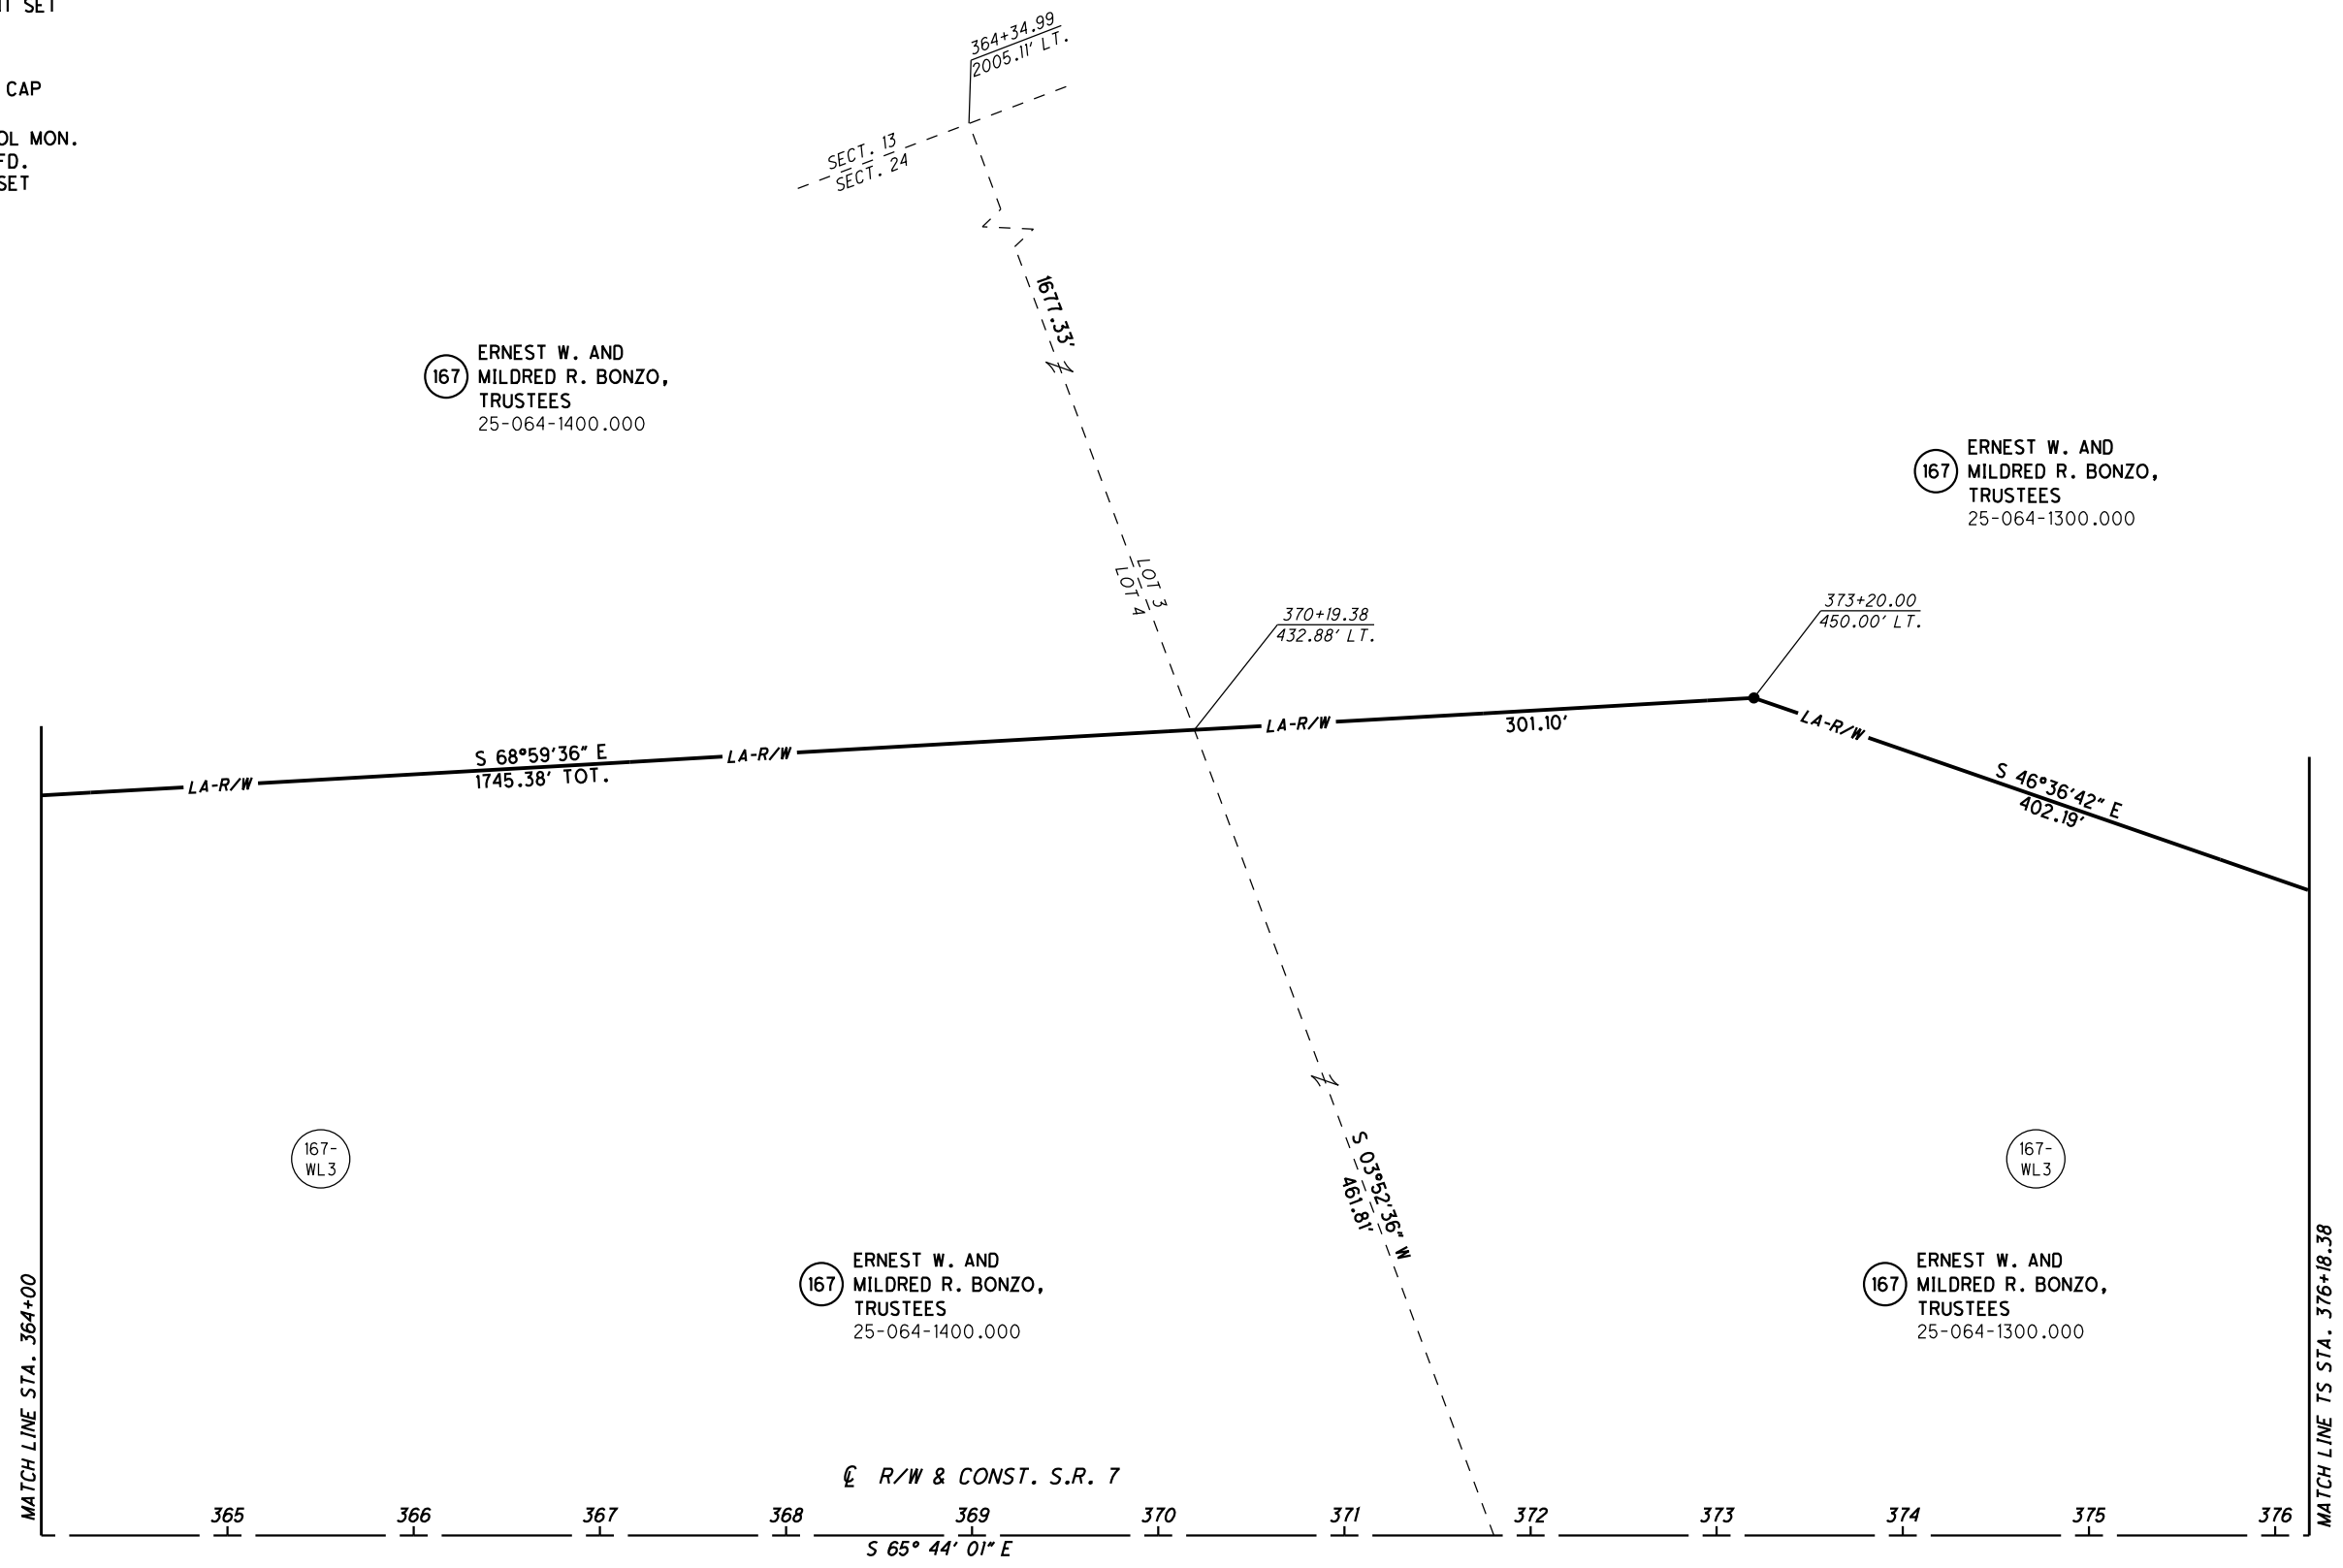 T SET
CAP
OL MON.
FD.
SET
364+34.99
2005.11' LT.
SECT. 13
SECT. 24
1677.33'
167
ERNEST W. AND
MILDRED R. BONZO,
TRUSTEES
25-064-1400.000
167
ERNEST W. AND
MILDRED R. BONZO,
TRUSTEES
25-064-1300.000
LOT 3
LOT 4
370+19.38
432.88' LT.
373+20.00
450.00' LT.
LA-R/W
S 68°59'36" E
1745.38' TOT.
LA-R/W
LA-R/W
301.10'
LA-R/W
S 46°36'42" E
402.19'
167-
WL3
S 03°52'36" W
461.81'
167-
WL3
167
ERNEST W. AND
MILDRED R. BONZO,
TRUSTEES
25-064-1400.000
167
ERNEST W. AND
MILDRED R. BONZO,
TRUSTEES
25-064-1300.000
MATCH LINE STA. 364+00
MATCH LINE TS STA. 376+18.38
℄ R/W & CONST. S.R. 7
365 366 367 368 369 370 371 372 373 374 375 376
S 65° 44' 01" E